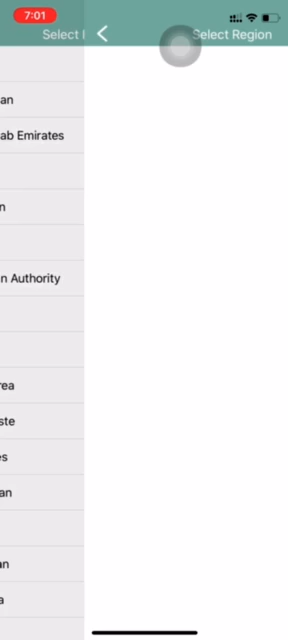 7:01
Select
Select Region
an
ab Emirates
n
n Authority
rea
ste
es
an
an
a